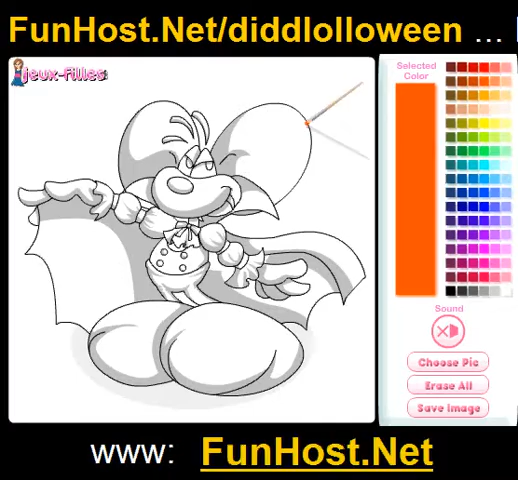 FunHost.Net/diddlolloween ...
jeux-filles
Selected
Color
Sound
Choose Pic
Erase All
Save Image
www: FunHost.Net